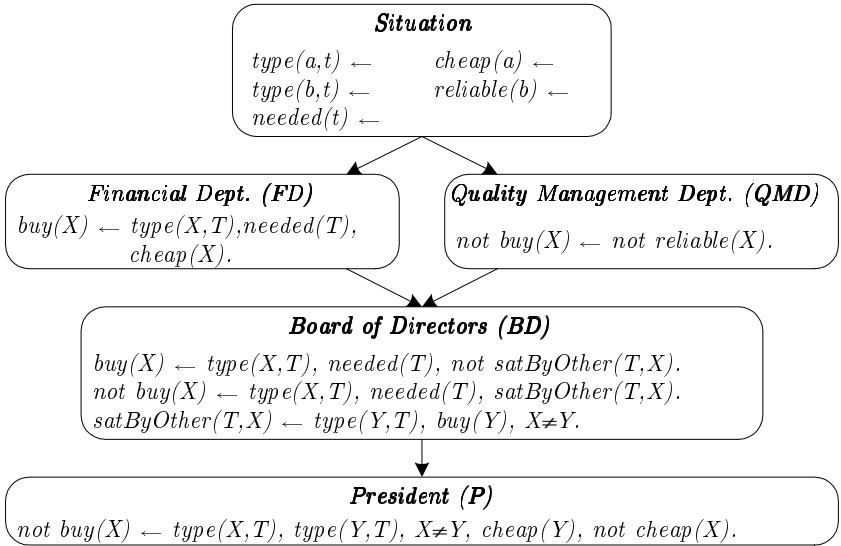 Situation
type(a,t) ← cheap(a) ←
type(b,t) ← reliable(b) ←
needed(t) ←
Financial Dept. (FD)
buy(X) ← type(X,T),needed(T),
cheap(X).
Quality Management Dept. (QMD)
not buy(X) ← not reliable(X).
Board of Directors (BD)
buy(X) ← type(X,T), needed(T), not satByOther(T,X).
not buy(X) ← type(X,T), needed(T), satByOther(T,X).
satByOther(T,X) ← type(Y,T), buy(Y), X≠Y.
President (P)
not buy(X) ← type(X,T), type(Y,T), X≠Y, cheap(Y), not cheap(X).